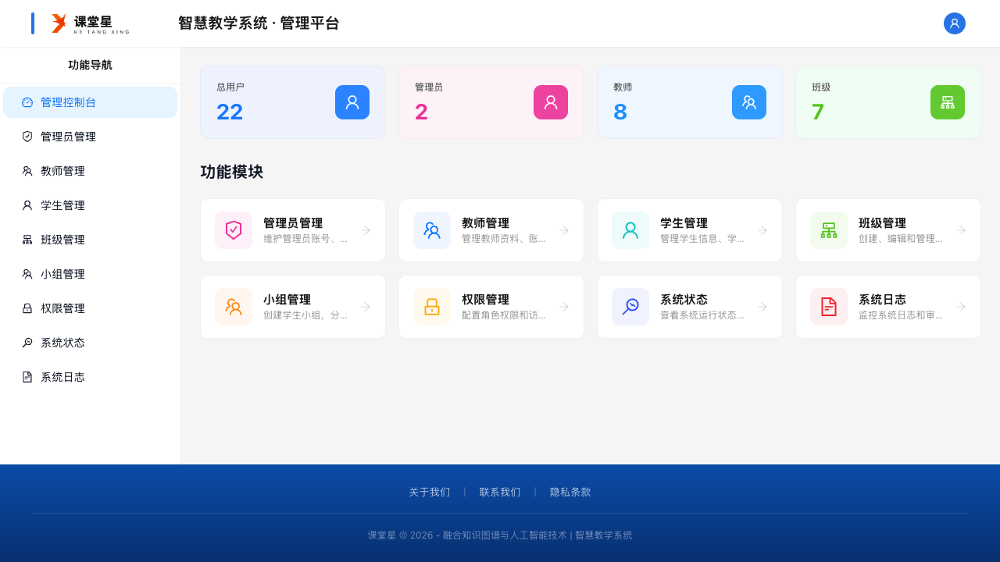 课堂星
KE TANG XING
智慧教学系统 · 管理平台
功能导航
管理控制台
管理员管理
教师管理
学生管理
班级管理
小组管理
权限管理
系统状态
系统日志
总用户
22
管理员
2
教师
8
班级
7
功能模块
管理员管理
维护管理员账号、...
教师管理
管理教师资料、账...
学生管理
管理学生信息、学...
班级管理
创建、编辑和管理...
小组管理
创建学生小组，分...
权限管理
配置角色权限和访...
系统状态
查看系统运行状态...
系统日志
监控系统日志和审...
关于我们 | 联系我们 | 隐私条款
课堂星 © 2026 - 融合知识图谱与人工智能技术 | 智慧教学系统